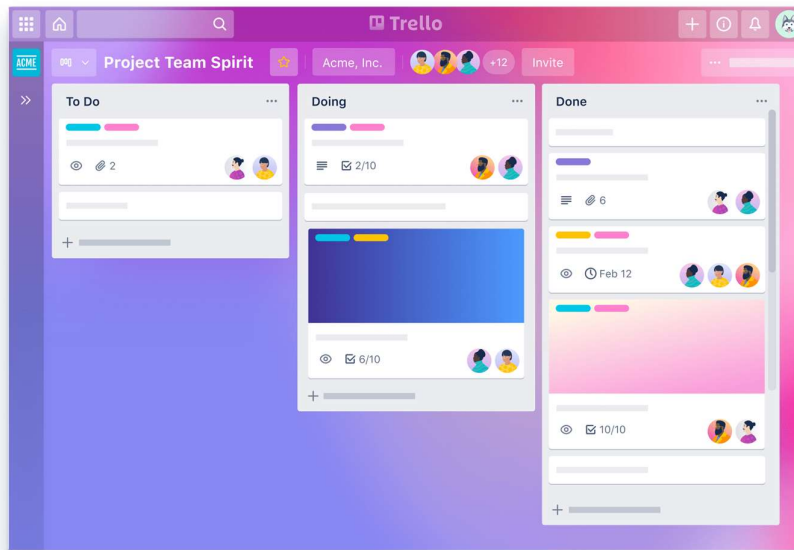 Trello
ACME
Project Team Spirit
Acme, Inc.
+12
Invite
To Do
2
Doing
2/10
6/10
Done
6
Feb 12
10/10